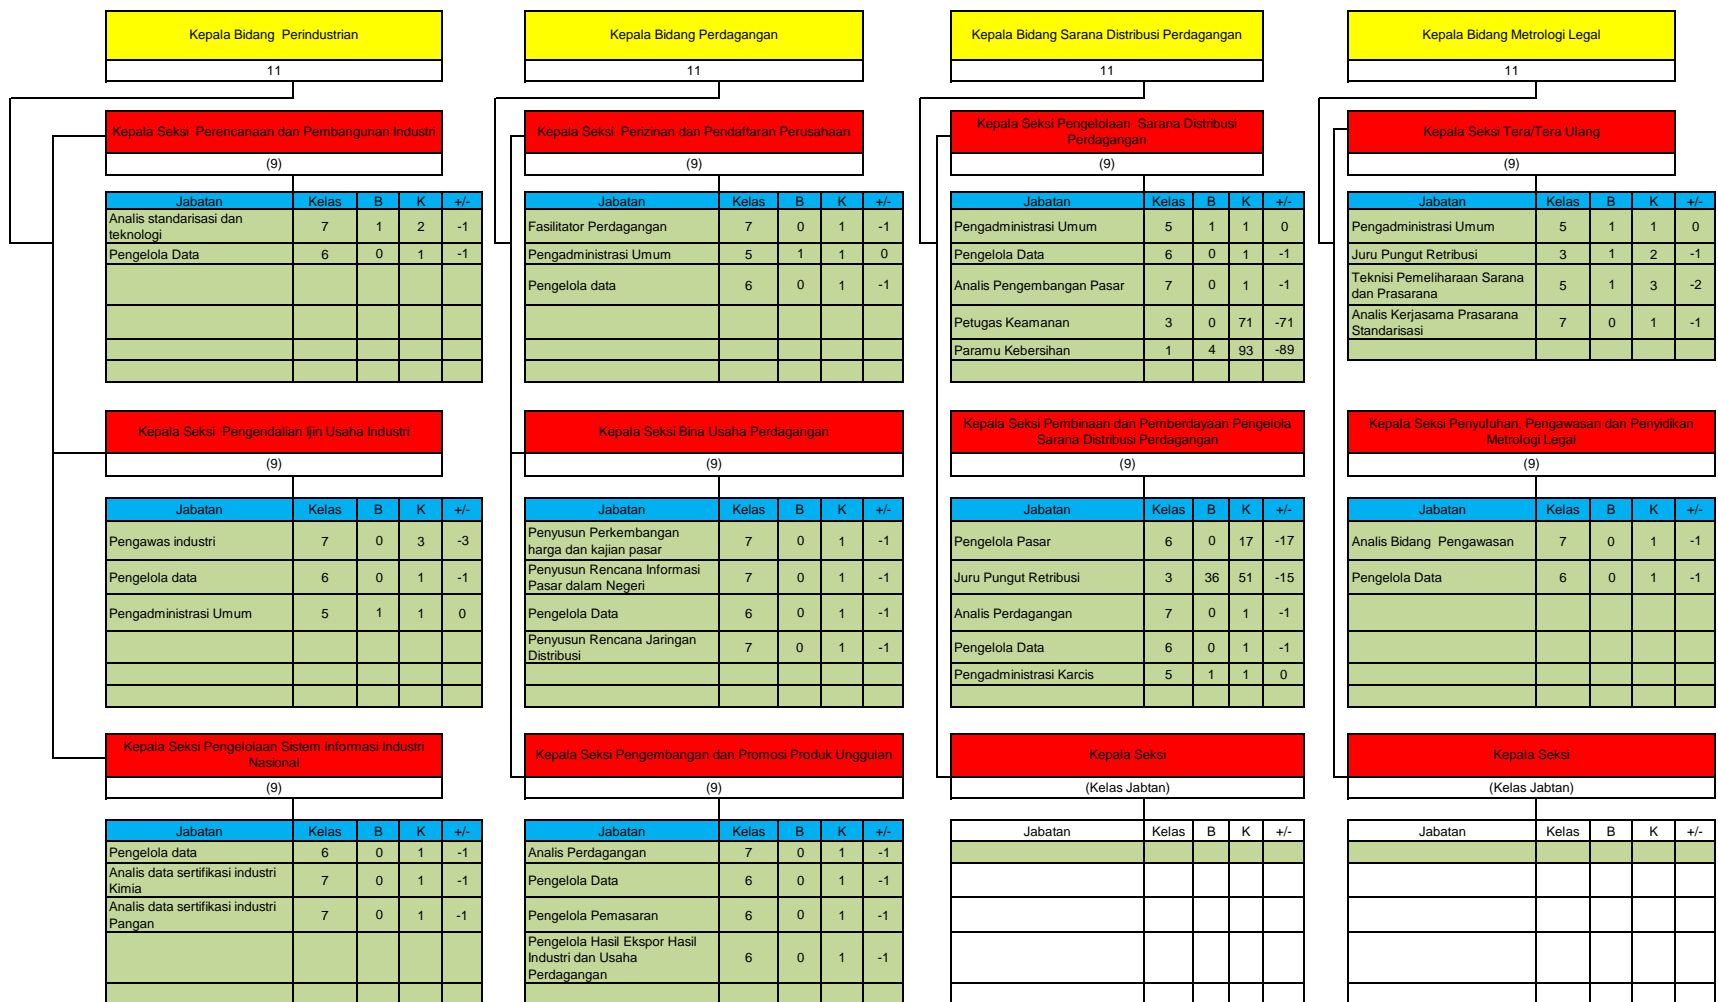 Kepala Bidang  Perindustrian
11
Kepala Seksi  Perencanaan dan Pembangunan Industri
(9)
Jabatan Kelas B K +/-
Analis standarisasi dan
teknologi 7 1 2 -1
Pengelola Data 6 0 1 -1
Kepala Seksi  Pengendalian Ijin Usaha Industri
(9)
Jabatan Kelas B K +/-
Pengawas industri 7 0 3 -3
Pengelola data 6 0 1 -1
Pengadministrasi Umum 5 1 1 0
Kepala Seksi Pengelolaan Sistem Informasi Industri
Nasional
(9)
Jabatan Kelas B K +/-
Pengelola data 6 0 1 -1
Analis data sertifikasi industri
Kimia 7 0 1 -1
Analis data sertifikasi industri
Pangan 7 0 1 -1
Kepala Bidang Perdagangan
11
Kepala Seksi  Perizinan dan Pendaftaran Perusahaan
(9)
Jabatan Kelas B K +/-
Fasilitator Perdagangan 7 0 1 -1
Pengadministrasi Umum 5 1 1 0
Pengelola data 6 0 1 -1
Kepala Seksi Bina Usaha Perdagangan
(9)
Jabatan Kelas B K +/-
Penyusun Perkembangan
harga dan kajian pasar 7 0 1 -1
Penyusun Rencana Informasi
Pasar dalam Negeri 7 0 1 -1
Pengelola Data 6 0 1 -1
Penyusun Rencana Jaringan
Distribusi 7 0 1 -1
Kepala Seksi Pengembangan dan Promosi Produk Unggulan
(9)
Jabatan Kelas B K +/-
Analis Perdagangan 7 0 1 -1
Pengelola Data 6 0 1 -1
Pengelola Pemasaran 6 0 1 -1
Pengelola Hasil Ekspor Hasil
Industri dan Usaha 6 0 1 -1
Perdagangan
Kepala Bidang Sarana Distribusi Perdagangan
11
Kepala Seksi Pengelolaan  Sarana Distribusi
Perdagangan
(9)
Jabatan Kelas B K +/-
Pengadministrasi Umum 5 1 1 0
Pengelola Data 6 0 1 -1
Analis Pengembangan Pasar 7 0 1 -1
Petugas Keamanan 3 0 71 -71
Paramu Kebersihan 1 4 93 -89
Kepala Seksi Pembinaan dan Pemberdayaan Pengelola
Sarana Distribusi Perdagangan
(9)
Jabatan Kelas B K +/-
Pengelola Pasar 6 0 17 -17
Juru Pungut Retribusi 3 36 51 -15
Analis Perdagangan 7 0 1 -1
Pengelola Data 6 0 1 -1
Pengadministrasi Karcis 5 1 1 0
Kepala Seksi
(Kelas Jabtan)
Jabatan Kelas B K +/-
Kepala Bidang Metrologi Legal
11
Kepala Seksi Tera/Tera Ulang
(9)
Jabatan Kelas B K +/-
Pengadministrasi Umum 5 1 1 0
Juru Pungut Retribusi 3 1 2 -1
Teknisi Pemeliharaan Sarana
dan Prasarana 5 1 3 -2
Analis Kerjasama Prasarana
Standarisasi 7 0 1 -1
Kepala Seksi Penyuluhan, Pengawasan dan Penyidikan
Metrologi Legal
(9)
Jabatan Kelas B K +/-
Analis Bidang  Pengawasan 7 0 1 -1
Pengelola Data 6 0 1 -1
Kepala Seksi
(Kelas Jabtan)
Jabatan Kelas B K +/-